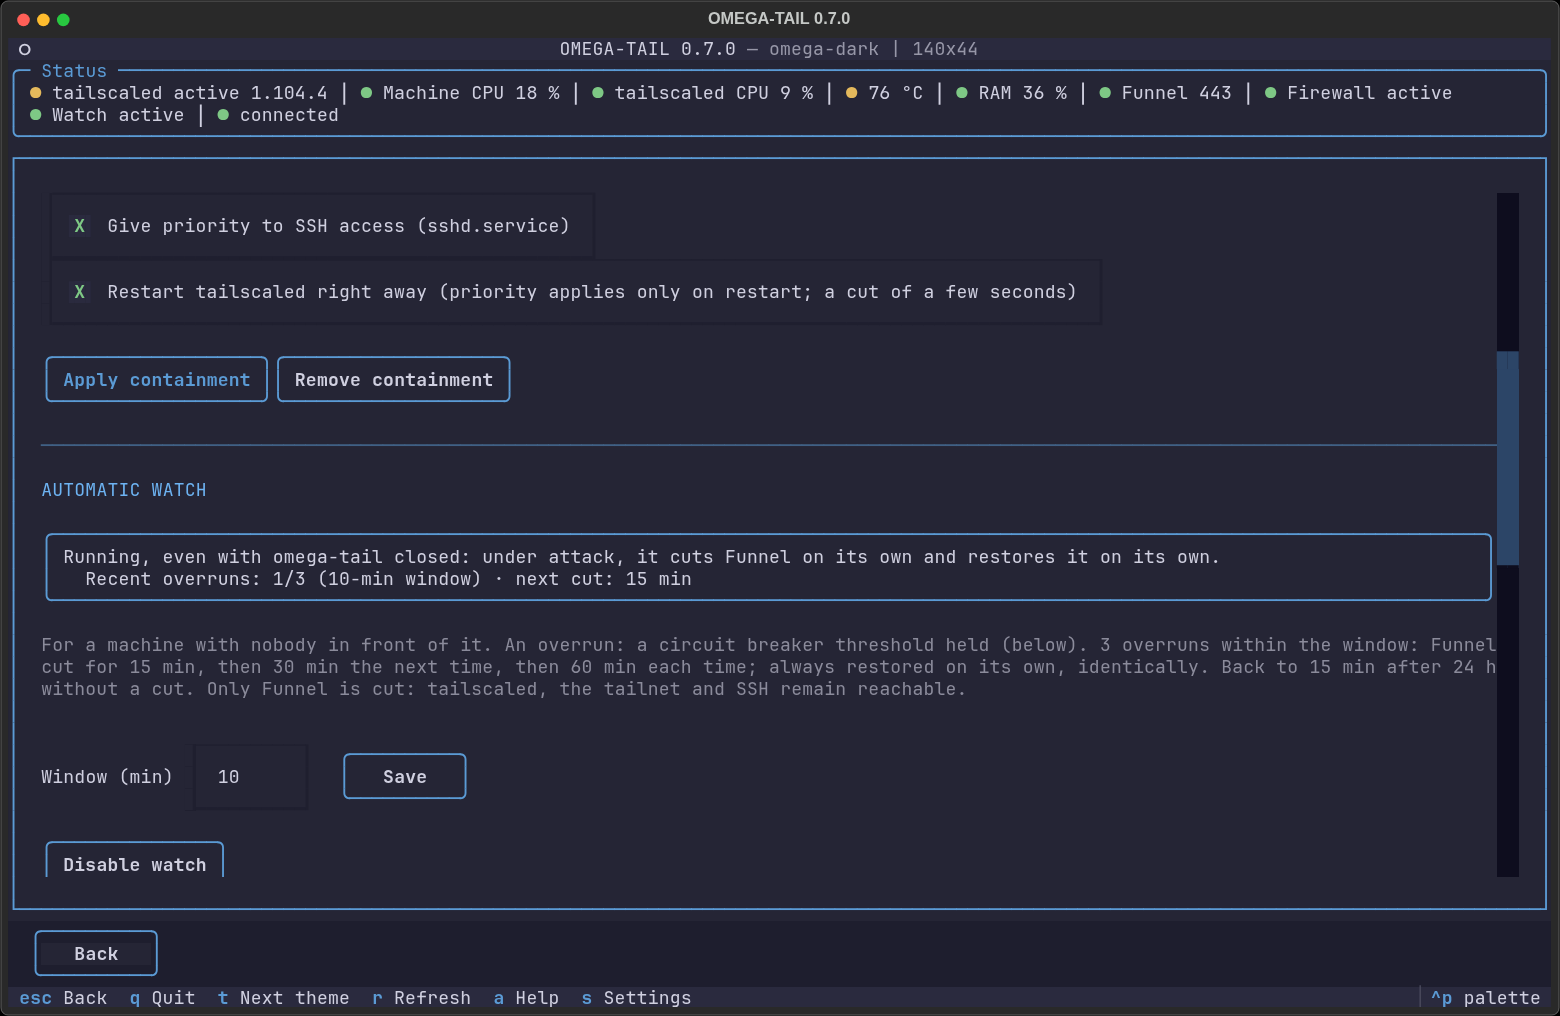 OMEGA-TAIL 0.7.0
OMEGA-TAIL 0.7.0 — omega-dark | 140x44
Status
tailscaled active 1.104.4 | Machine CPU 18 % | tailscaled CPU 9 % | 76 °C | RAM 36 % | Funnel 443 | Firewall active
Watch active | connected
X Give priority to SSH access (sshd.service)
X Restart tailscaled right away (priority applies only on restart; a cut of a few seconds)
Apply containment Remove containment
AUTOMATIC WATCH
Running, even with omega-tail closed: under attack, it cuts Funnel on its own and restores it on its own.
Recent overruns: 1/3 (10-min window) · next cut: 15 min
For a machine with nobody in front of it. An overrun: a circuit breaker threshold held (below). 3 overruns within the window: Funnel
cut for 15 min, then 30 min the next time, then 60 min each time; always restored on its own, identically. Back to 15 min after 24 h
without a cut. Only Funnel is cut: tailscaled, the tailnet and SSH remain reachable.
Window (min) 10 Save
Disable watch
Back
esc Back q Quit t Next theme r Refresh a Help s Settings ^p palette